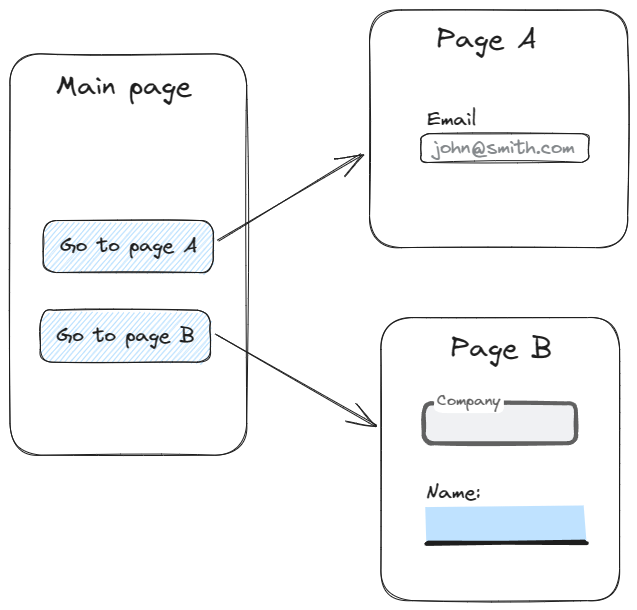 Main page
Go to page A
Go to page B
Page A
Email
john@smith.com
Page B
Company
Name: